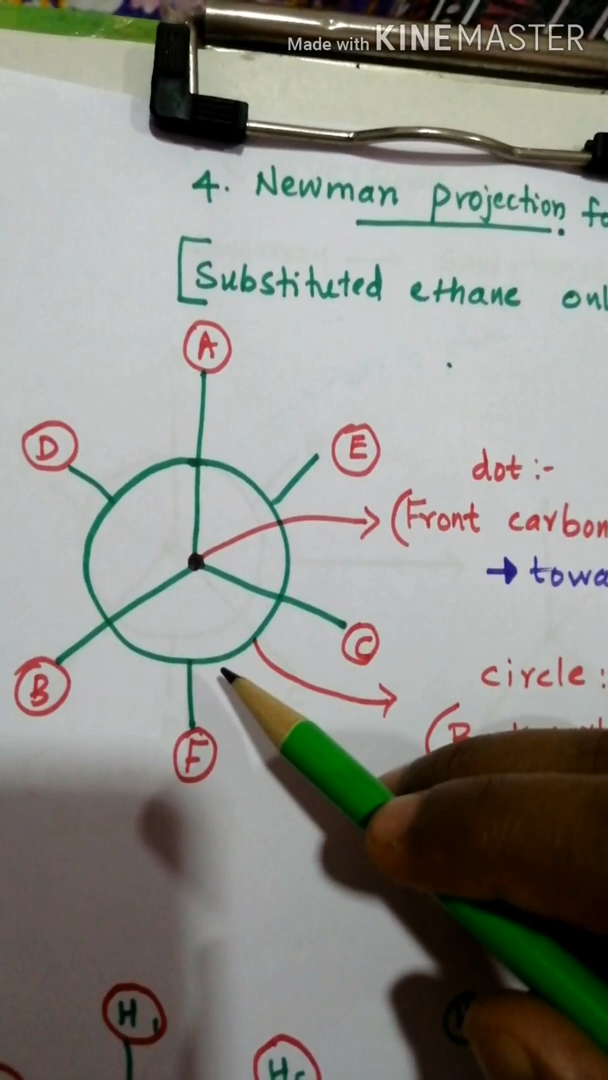 Made with KINEMASTER
4. Newman projection
[Substituted ethane
A
D
E
dot :-
(Front carbon
→
C
circle :
B
F
H
H